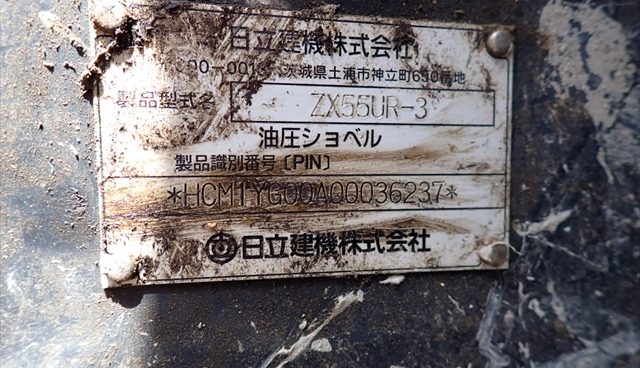 日立建機株式会社
茨城県土浦市神立町650番地
製品型式名 ZX55UR-3
油圧ショベル
製品識別番号〔PIN〕
*HCM1YG00A00036237*
日立建機株式会社